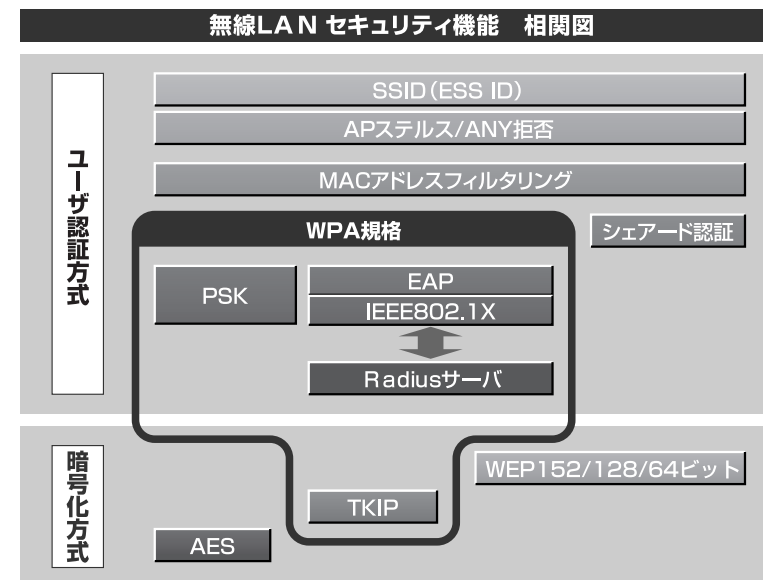 無線LAN セキュリティ機能　相関図
ユーザ認証方式
SSID（ESS ID）
APステルス/ANY拒否
MACアドレスフィルタリング
WPA規格
シェアード認証
PSK
EAP
IEEE802.1X
Radiusサーバ
暗号化方式
WEP152/128/64ビット
TKIP
AES